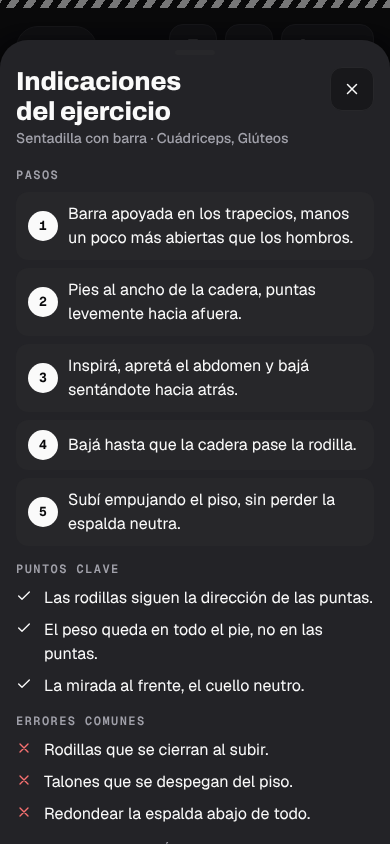 Indicaciones
del ejercicio
Sentadilla con barra · Cuádriceps, Glúteos
PASOS
1 Barra apoyada en los trapecios, manos
un poco más abiertas que los hombros.
2 Pies al ancho de la cadera, puntas
levemente hacia afuera.
3 Inspirá, apretá el abdomen y bajá
sentándote hacia atrás.
4 Bajá hasta que la cadera pase la rodilla.
5 Subí empujando el piso, sin perder la
espalda neutra.
PUNTOS CLAVE
Las rodillas siguen la dirección de las puntas.
El peso queda en todo el pie, no en las
puntas.
La mirada al frente, el cuello neutro.
ERRORES COMUNES
Rodillas que se cierran al subir.
Talones que se despegan del piso.
Redondear la espalda abajo de todo.